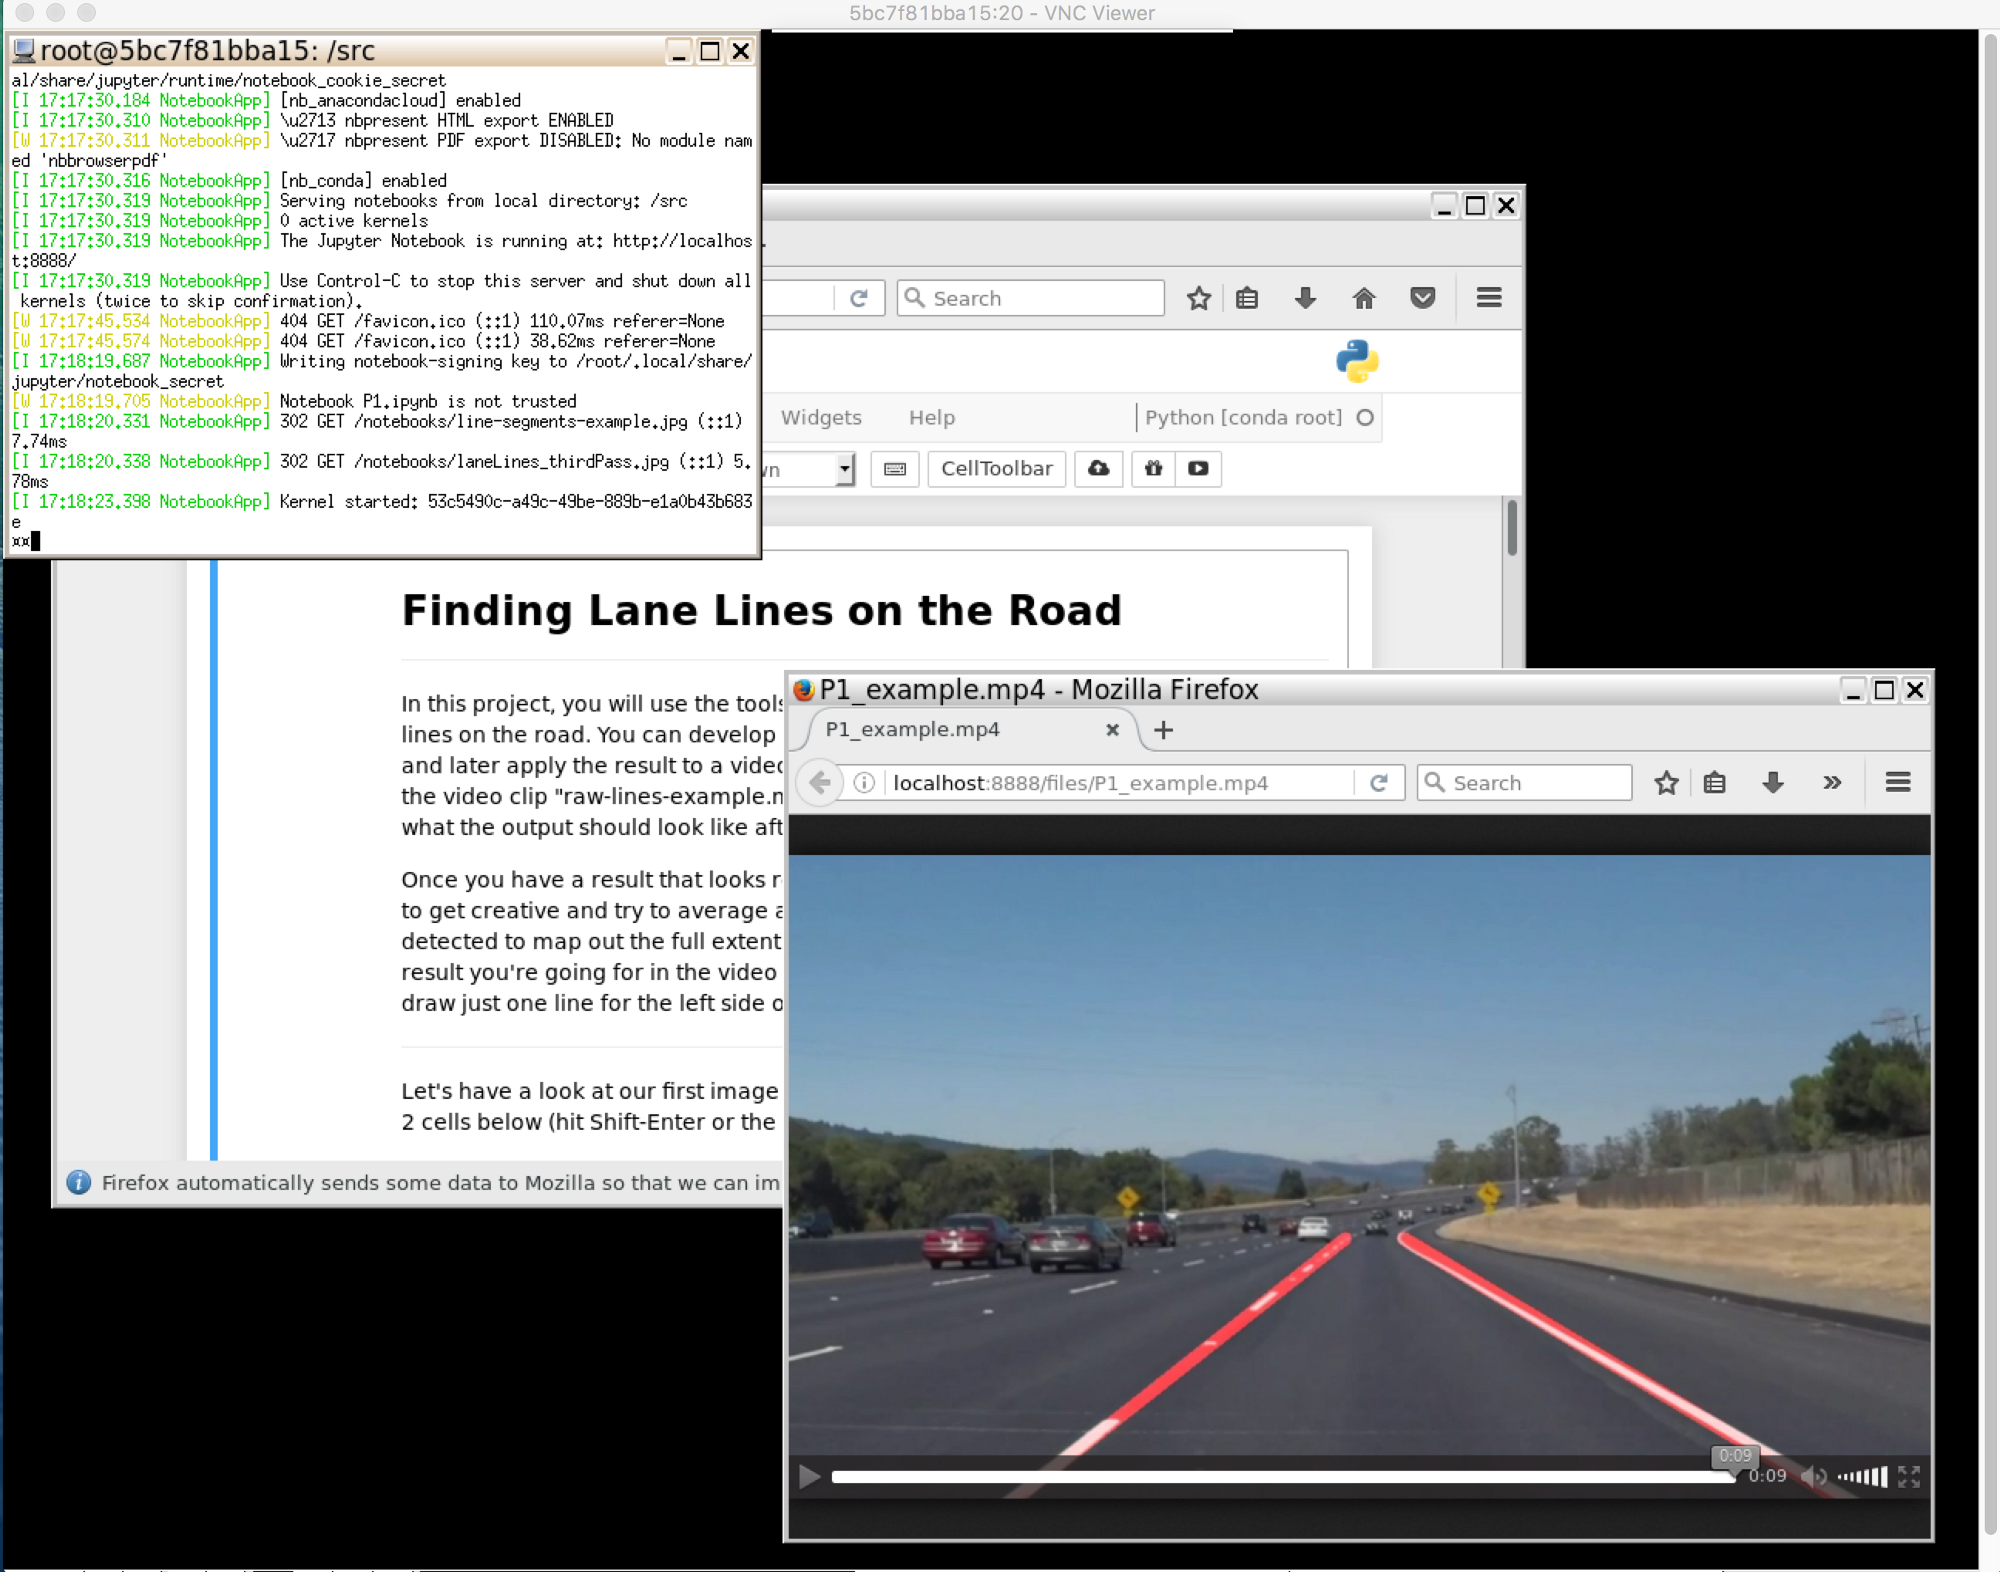 5bc7f81bba15:20 - VNC Viewer
root@5bc7f81bba15: /src
al/share/jupyter/runtime/notebook_cookie_secret
[I 17:17:30.184 NotebookApp] [nb_anacondacloud] enabled
[I 17:17:30.310 NotebookApp] \u2713 nbpresent HTML export ENABLED
[W 17:17:30.311 NotebookApp] \u2717 nbpresent PDF export DISABLED: No module nam
ed 'nbbrowserpdf'
[I 17:17:30.316 NotebookApp] [nb_conda] enabled
[I 17:17:30.319 NotebookApp] Serving notebooks from local directory: /src
[I 17:17:30.319 NotebookApp] 0 active kernels
[I 17:17:30.319 NotebookApp] The Jupyter Notebook is running at: http://localhos
t:8888/
[I 17:17:30.319 NotebookApp] Use Control-C to stop this server and shut down all
kernels (twice to skip confirmation).
[W 17:17:45.534 NotebookApp] 404 GET /favicon.ico (::1) 110.07ms referer=None
[W 17:17:45.574 NotebookApp] 404 GET /favicon.ico (::1) 38.62ms referer=None
[I 17:18:19.687 NotebookApp] Writing notebook-signing key to /root/.local/share/
jupyter/notebook_secret
[W 17:18:19.705 NotebookApp] Notebook P1.ipynb is not trusted
[I 17:18:20.331 NotebookApp] 302 GET /notebooks/line-segments-example.jpg (::1)
7.74ms
[I 17:18:20.338 NotebookApp] 302 GET /notebooks/laneLines_thirdPass.jpg (::1) 5.
78ms
[I 17:18:23.398 NotebookApp] Kernel started: 53c5490c-a49c-49be-889b-e1a0b43b683
e
¤¤
Search
Widgets Help Python [conda root]
wn CellToolbar
Finding Lane Lines on the Road
In this project, you will use the tools
lines on the road. You can develop
and later apply the result to a video
the video clip "raw-lines-example.m
what the output should look like aft
Once you have a result that looks r
to get creative and try to average a
detected to map out the full extent
result you're going for in the video
draw just one line for the left side o
Let's have a look at our first image
2 cells below (hit Shift-Enter or the
Firefox automatically sends some data to Mozilla so that we can im
P1_example.mp4 - Mozilla Firefox
P1_example.mp4
localhost:8888/files/P1_example.mp4 Search
0:09
0:09